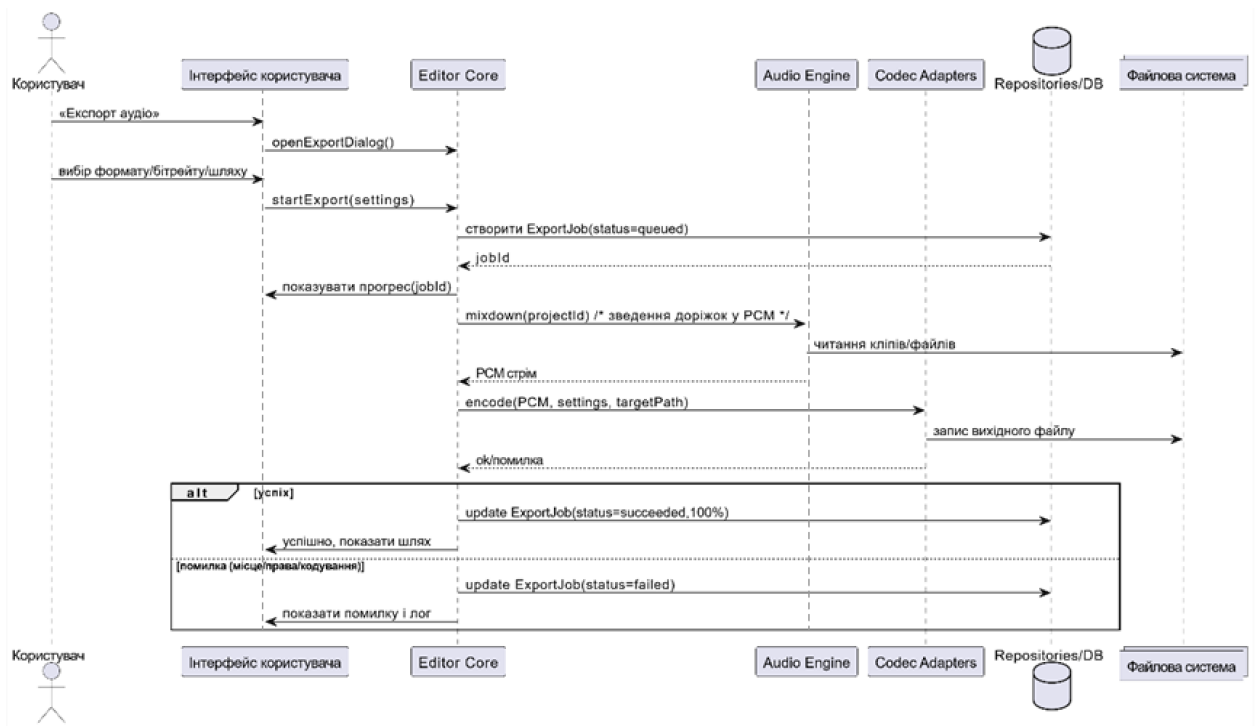 Користувач
Інтерфейс користувача
Editor Core
Audio Engine
Codec Adapters
Repositories/DB
Файлова система
«Експорт аудіо»
openExportDialog()
вибір формату/бітрейту/шляху
startExport(settings)
створити ExportJob(status=queued)
jobId
показувати прогрес(jobId)
mixdown(projectId) /* зведення доріжок у PCM */
читання кліпів/файлів
PCM стрім
encode(PCM, settings, targetPath)
запис вихідного файлу
ok/помилка
alt
[успіх]
update ExportJob(status=succeeded,100%)
успішно, показати шлях
[помилка (місце/права/кодування)]
update ExportJob(status=failed)
показати помилку і лог
Користувач
Інтерфейс користувача
Editor Core
Audio Engine
Codec Adapters
Repositories/DB
Файлова система